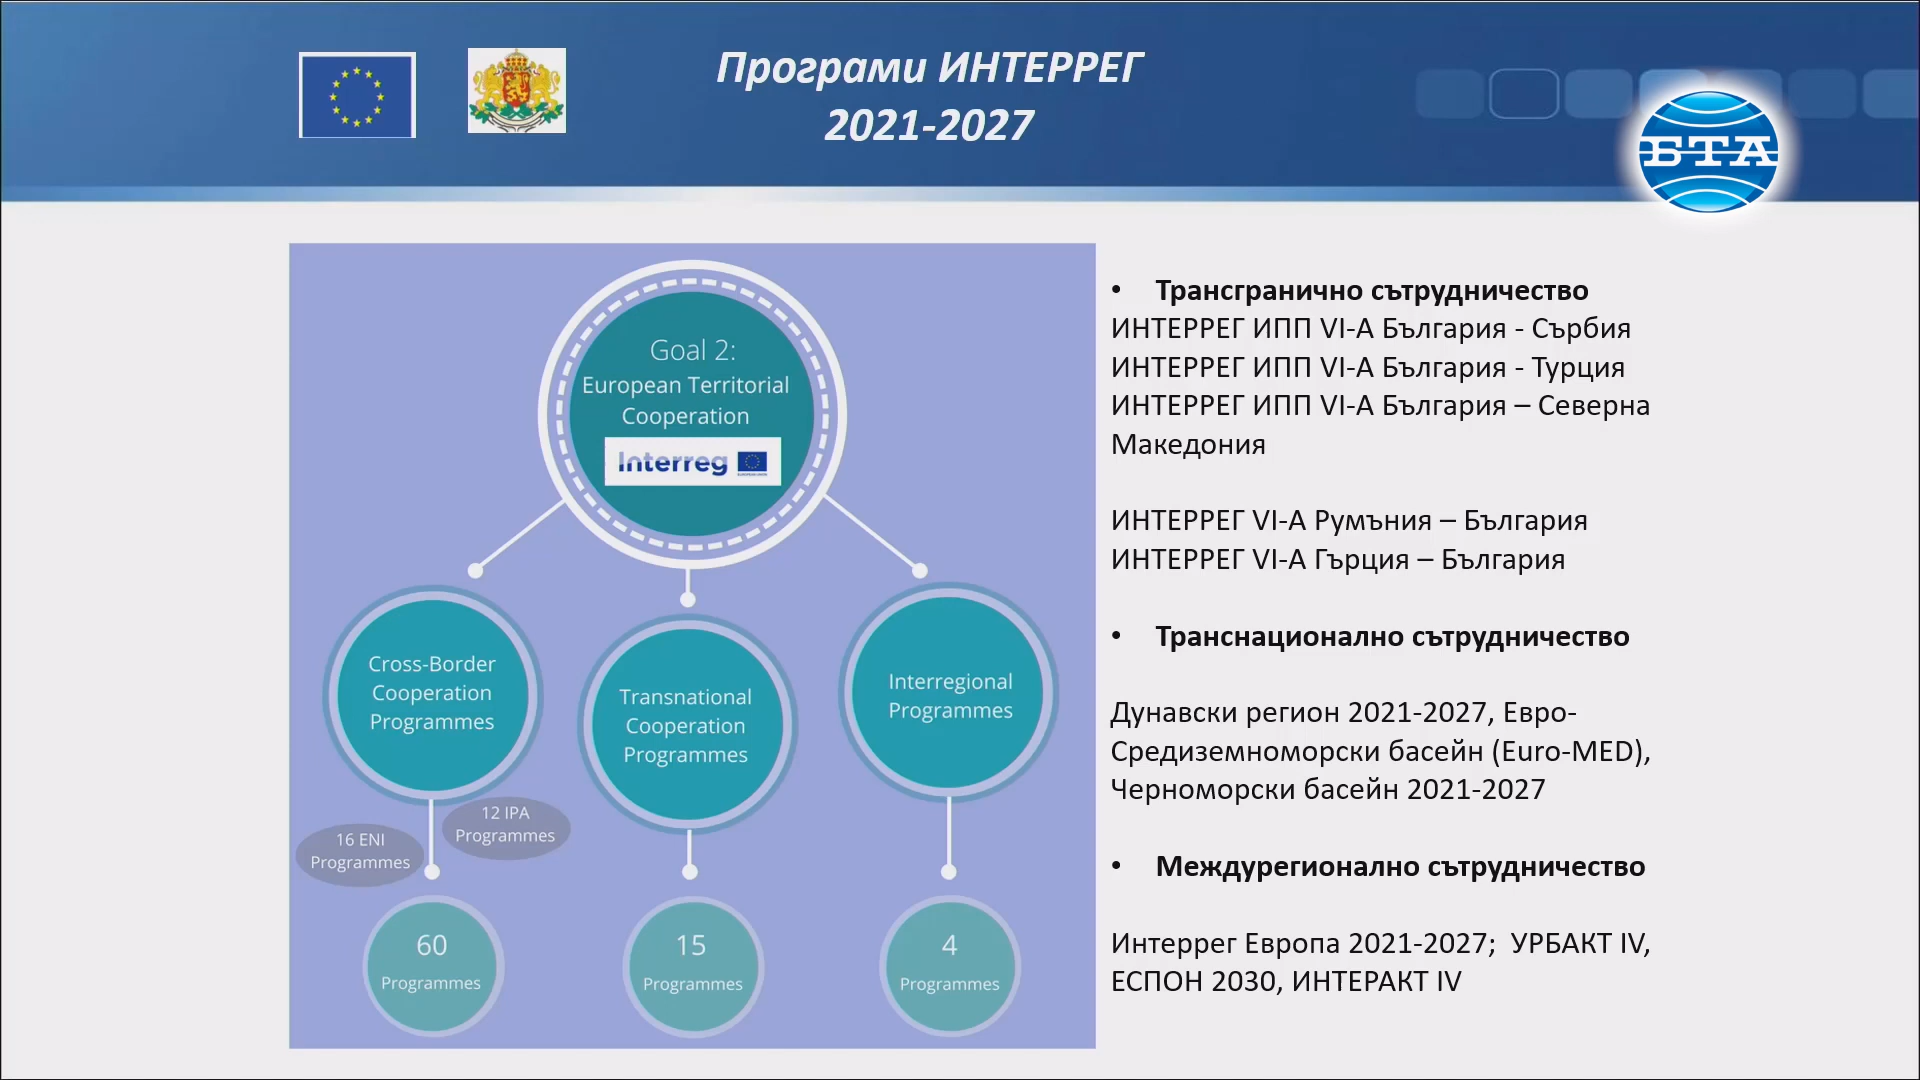 Програми ИНТЕРРЕГ
2021-2027
БТА
Goal 2:
European Territorial
Cooperation
Interreg
Cross-Border
Cooperation
Programmes
Transnational
Cooperation
Programmes
Interregional
Programmes
16 ENI
Programmes
12 IPA
Programmes
60
Programmes
15
Programmes
4
Programmes
• Трансгранично сътрудничество
ИНТЕРРЕГ ИПП VI-A България - Сърбия
ИНТЕРРЕГ ИПП VI-A България - Турция
ИНТЕРРЕГ ИПП VI-A България – Северна
Македония
ИНТЕРРЕГ VI-A Румъния – България
ИНТЕРРЕГ VI-A Гърция – България
• Транснационално сътрудничество
Дунавски регион 2021-2027, Евро-
Средиземноморски басейн (Euro-MED),
Черноморски басейн 2021-2027
• Междурегионално сътрудничество
Интеррег Европа 2021-2027;  УРБАКТ IV,
ЕСПОН 2030, ИНТЕРАКТ IV